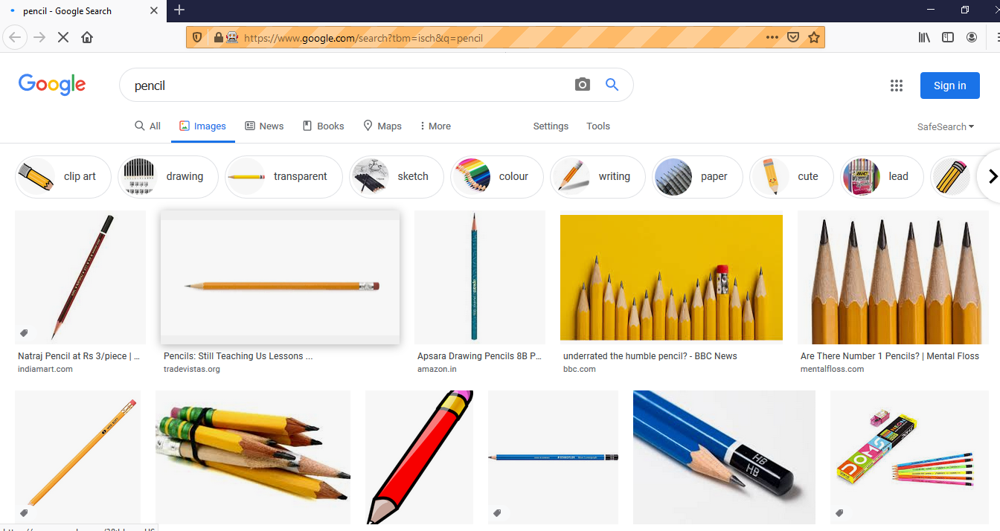 pencil - Google Search
https://www.google.com/search?tbm=isch&q=pencil
Google
pencil
Sign in
All Images News Books Maps More Settings Tools SafeSearch
clip art drawing transparent sketch colour writing paper cute lead
BIC
Natraj Pencil at Rs 3/piece | ...
indiamart.com
Pencils: Still Teaching Us Lessons ...
tradevistas.org
Apsara Drawing Pencils 8B P...
amazon.in
underrated the humble pencil? - BBC News
bbc.com
Are There Number 1 Pencils? | Mental Floss
mentalfloss.com
HB
HB
DOMS
NEON